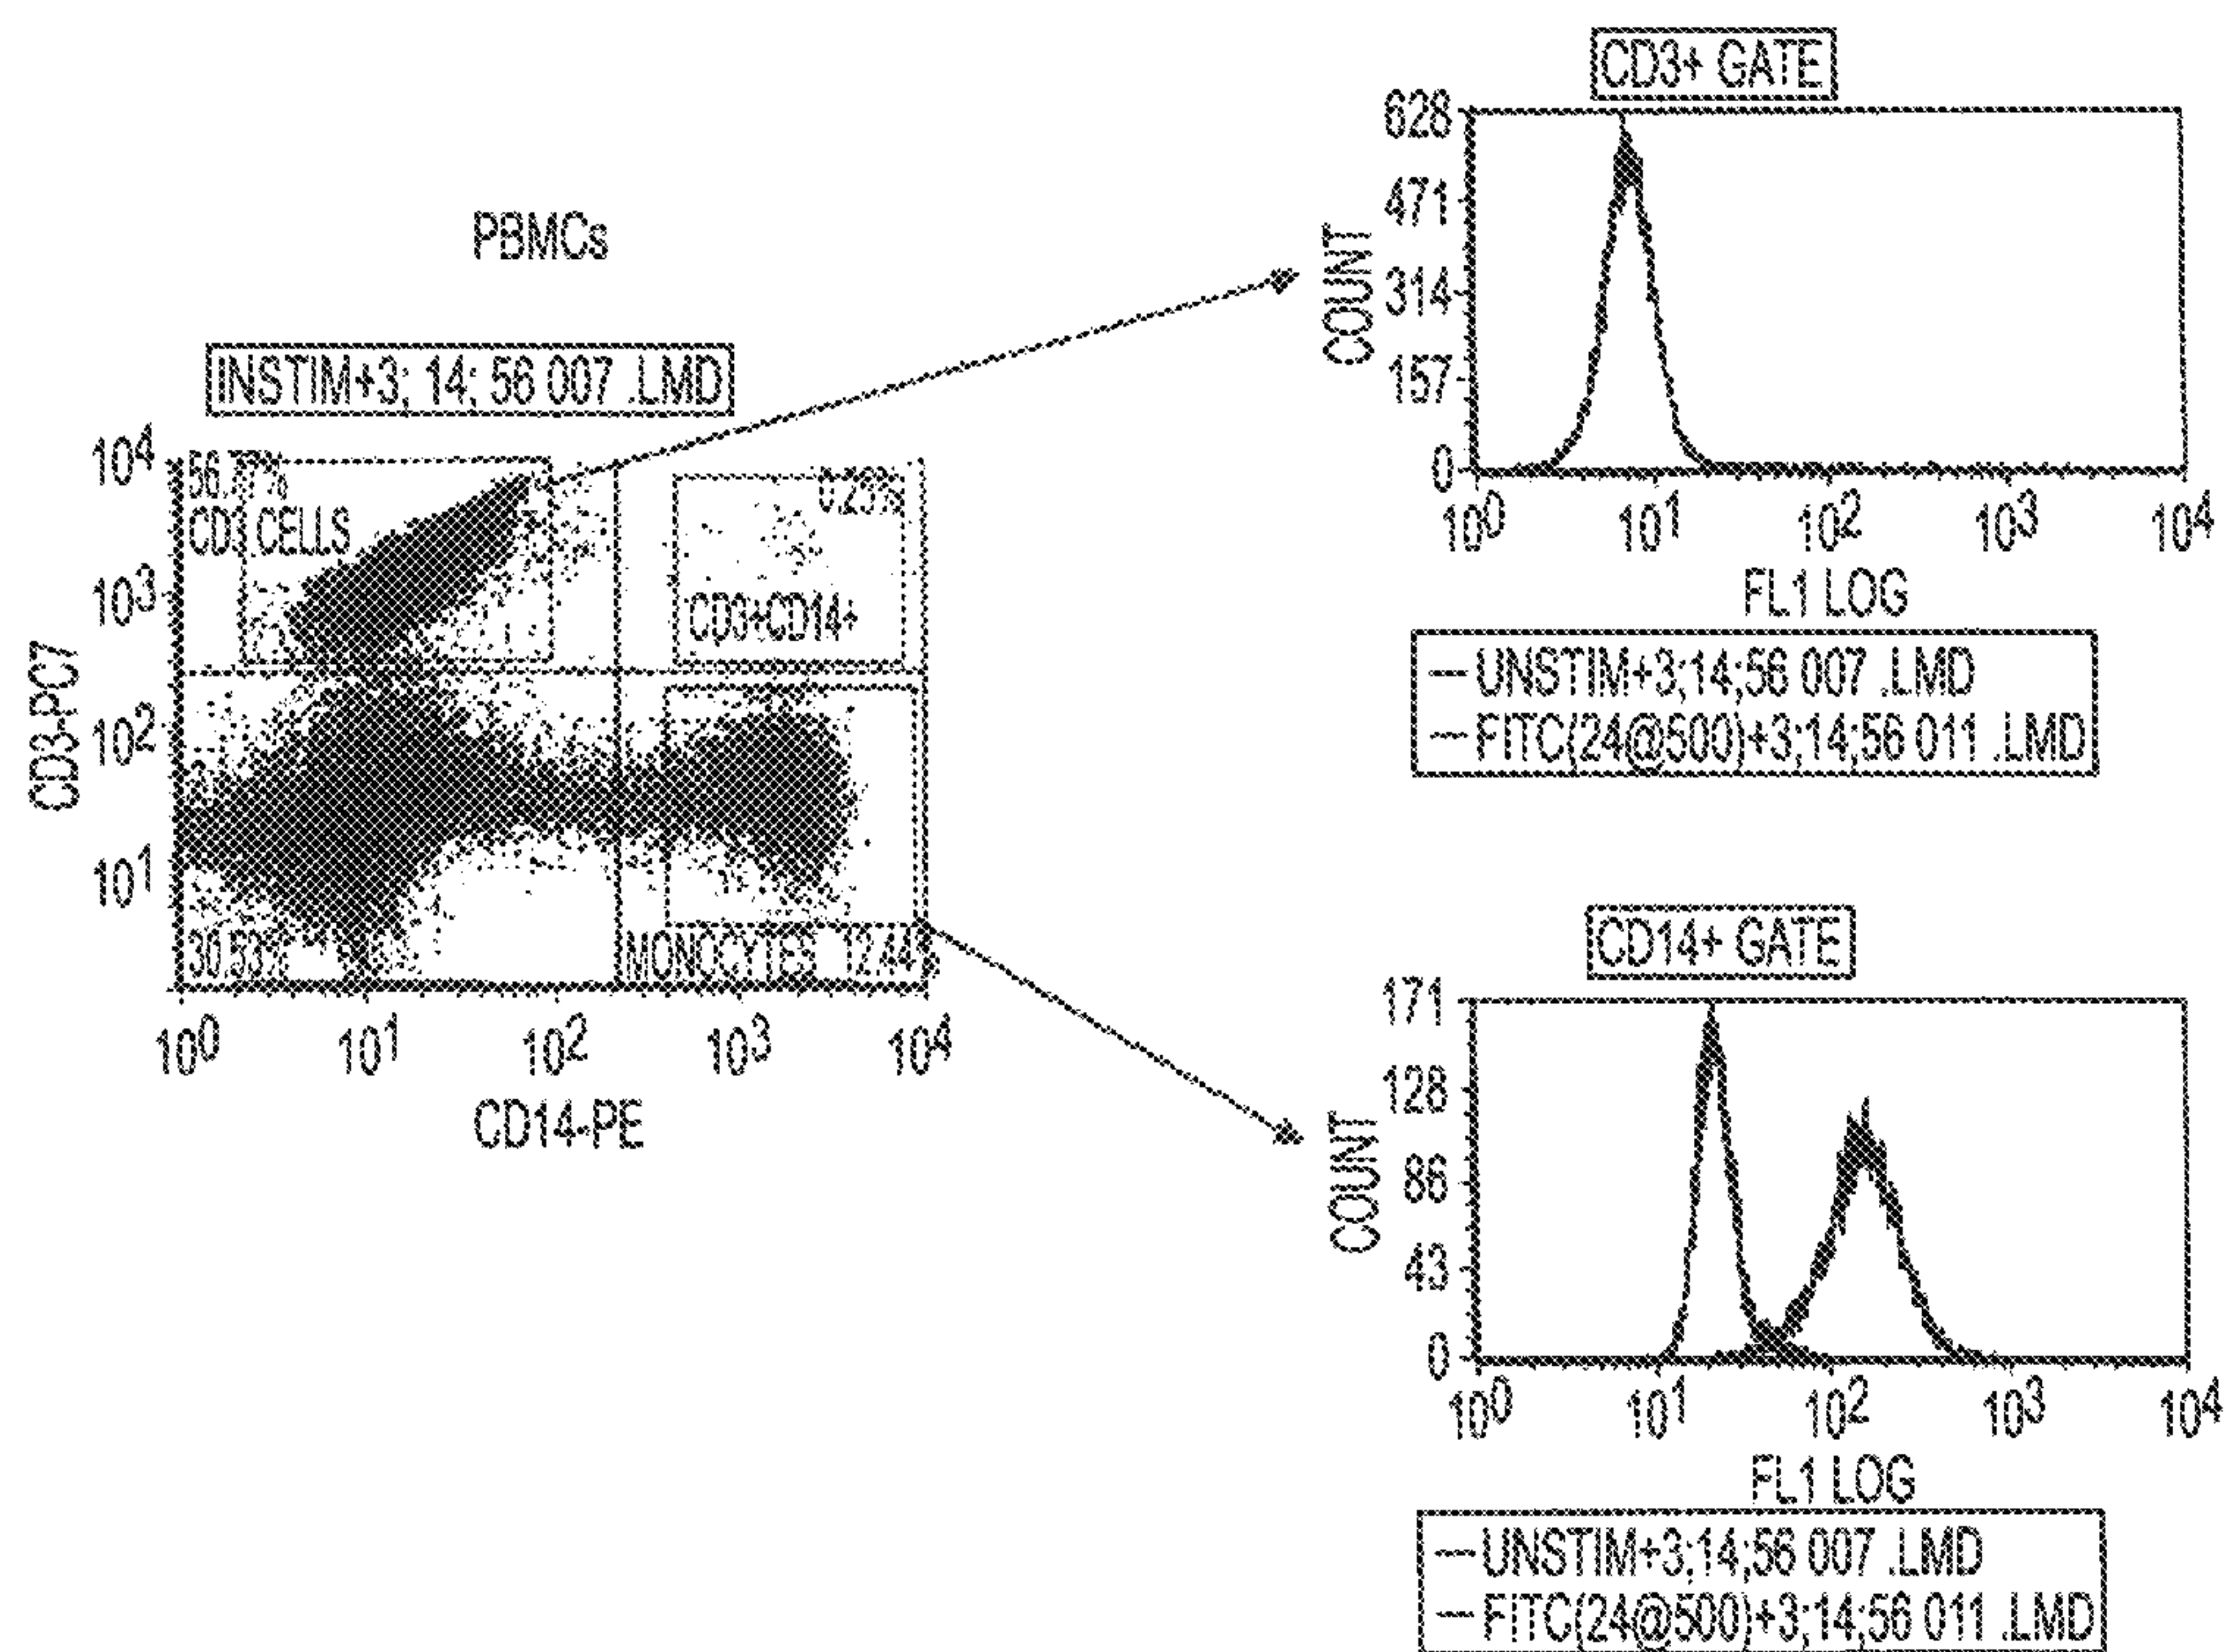 PBMCs
INSTIM+3; 14; 56 007 .LMD
CD3-PC7
10^4
10^3
10^2
10^1
56.77%
CD3 CELLS
0.23%
CD3+CD14+
30.53%
MONOCYTES 12.44%
10^0 10^1 10^2 10^3 10^4
CD14-PE
CD3+ GATE
COUNT
628
471
314
157
0
10^0 10^1 10^2 10^3 10^4
FL1 LOG
— UNSTIM+3;14;56 007 .LMD
— FITC(24@500)+3;14;56 011 .LMD
CD14+ GATE
COUNT
171
128
86
43
0
10^0 10^1 10^2 10^3 10^4
FL1 LOG
— UNSTIM+3;14;56 007 .LMD
— FITC(24@500)+3;14;56 011 .LMD